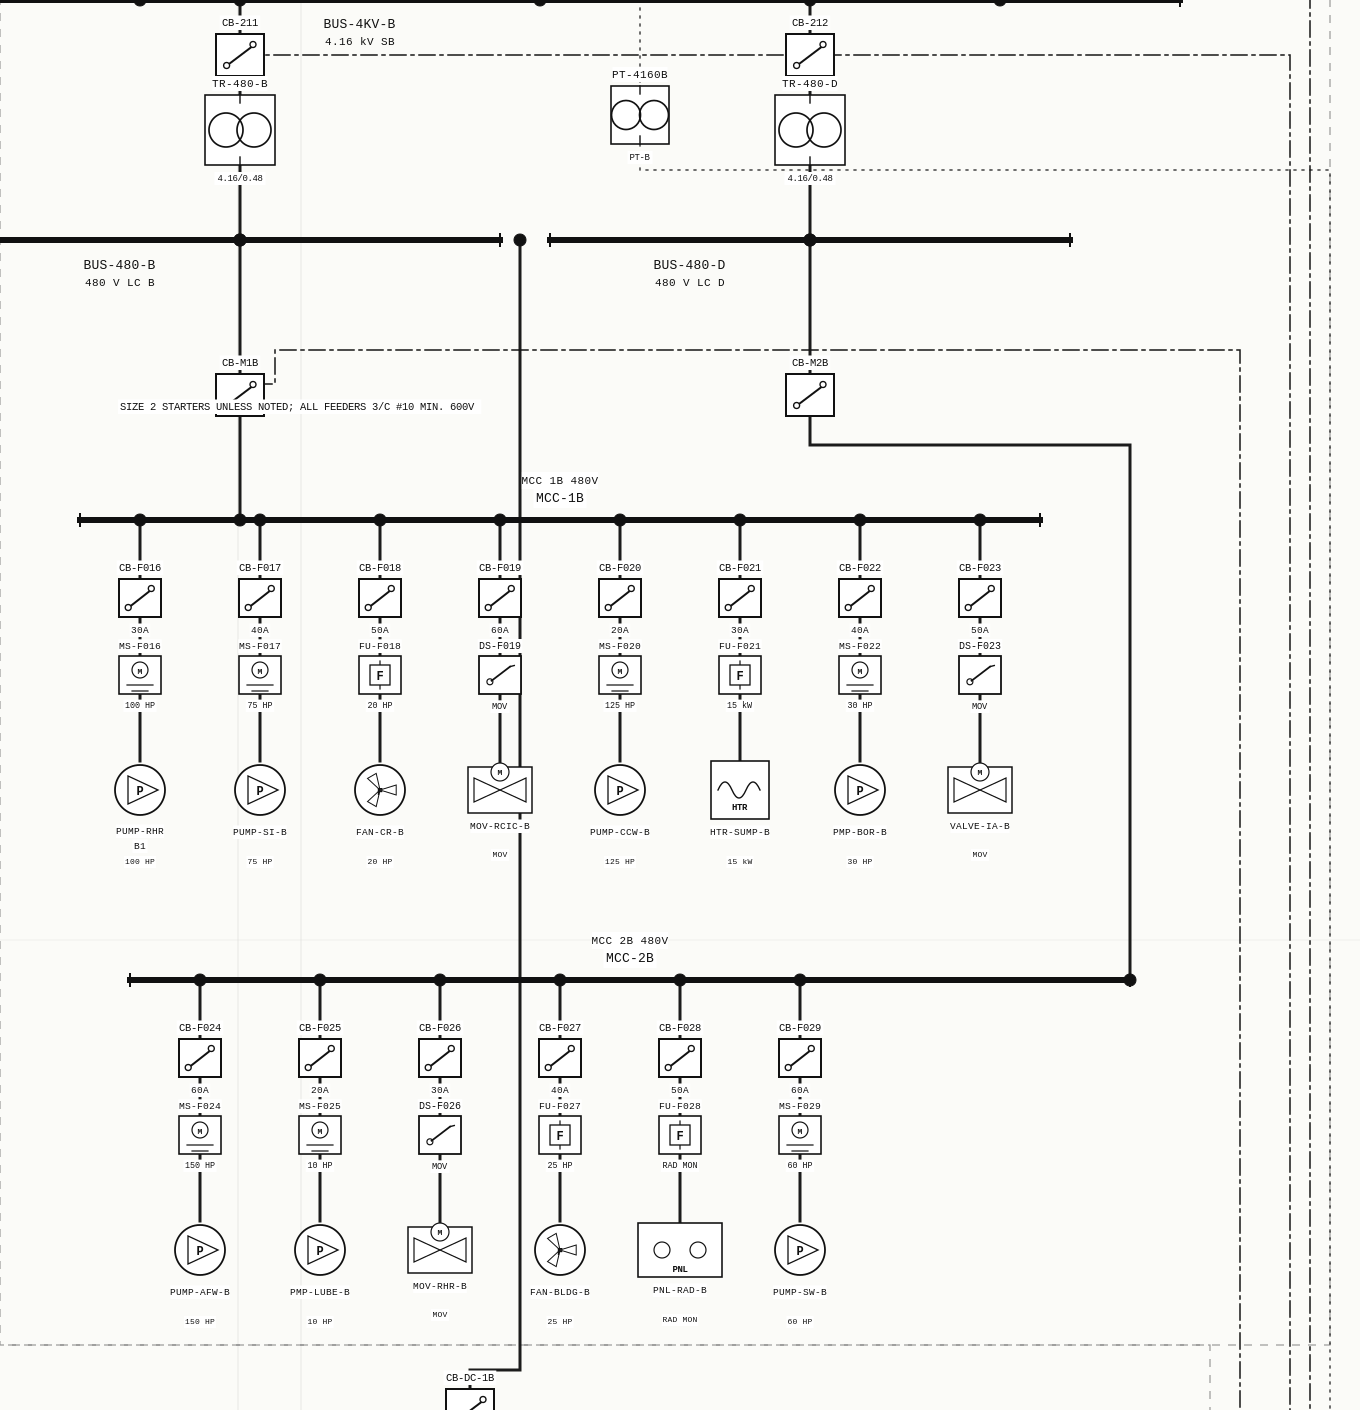 CB-211
BUS-4KV-B
4.16 kV SB
CB-212
TR-480-B
PT-4160B
TR-480-D
PT-B
4.16/0.48
4.16/0.48
BUS-480-B
480 V LC B
BUS-480-D
480 V LC D
CB-M1B
CB-M2B
SIZE 2 STARTERS UNLESS NOTED; ALL FEEDERS 3/C #10 MIN. 600V
MCC 1B 480V
MCC-1B
CB-F016 CB-F017 CB-F018 CB-F019 CB-F020 CB-F021 CB-F022 CB-F023
30A 40A 50A 60A 20A 30A 40A 50A
MS-F016 MS-F017 FU-F018 DS-F019 MS-F020 FU-F021 MS-F022 DS-F023
M M F M F M
100 HP 75 HP 20 HP MOV 125 HP 15 kW 30 HP MOV
M M
P P P P
HTR
PUMP-RHR B1
PUMP-SI-B FAN-CR-B MOV-RCIC-B PUMP-CCW-B HTR-SUMP-B PMP-BOR-B VALVE-IA-B
100 HP 75 HP 20 HP MOV 125 HP 15 kW 30 HP MOV
MCC 2B 480V
MCC-2B
CB-F024 CB-F025 CB-F026 CB-F027 CB-F028 CB-F029
60A 20A 30A 40A 50A 60A
MS-F024 MS-F025 DS-F026 FU-F027 FU-F028 MS-F029
M M F F M
150 HP 10 HP MOV 25 HP RAD MON 60 HP
M
P P P
PNL
PUMP-AFW-B PMP-LUBE-B MOV-RHR-B FAN-BLDG-B PNL-RAD-B PUMP-SW-B
150 HP 10 HP MOV 25 HP RAD MON 60 HP
CB-DC-1B